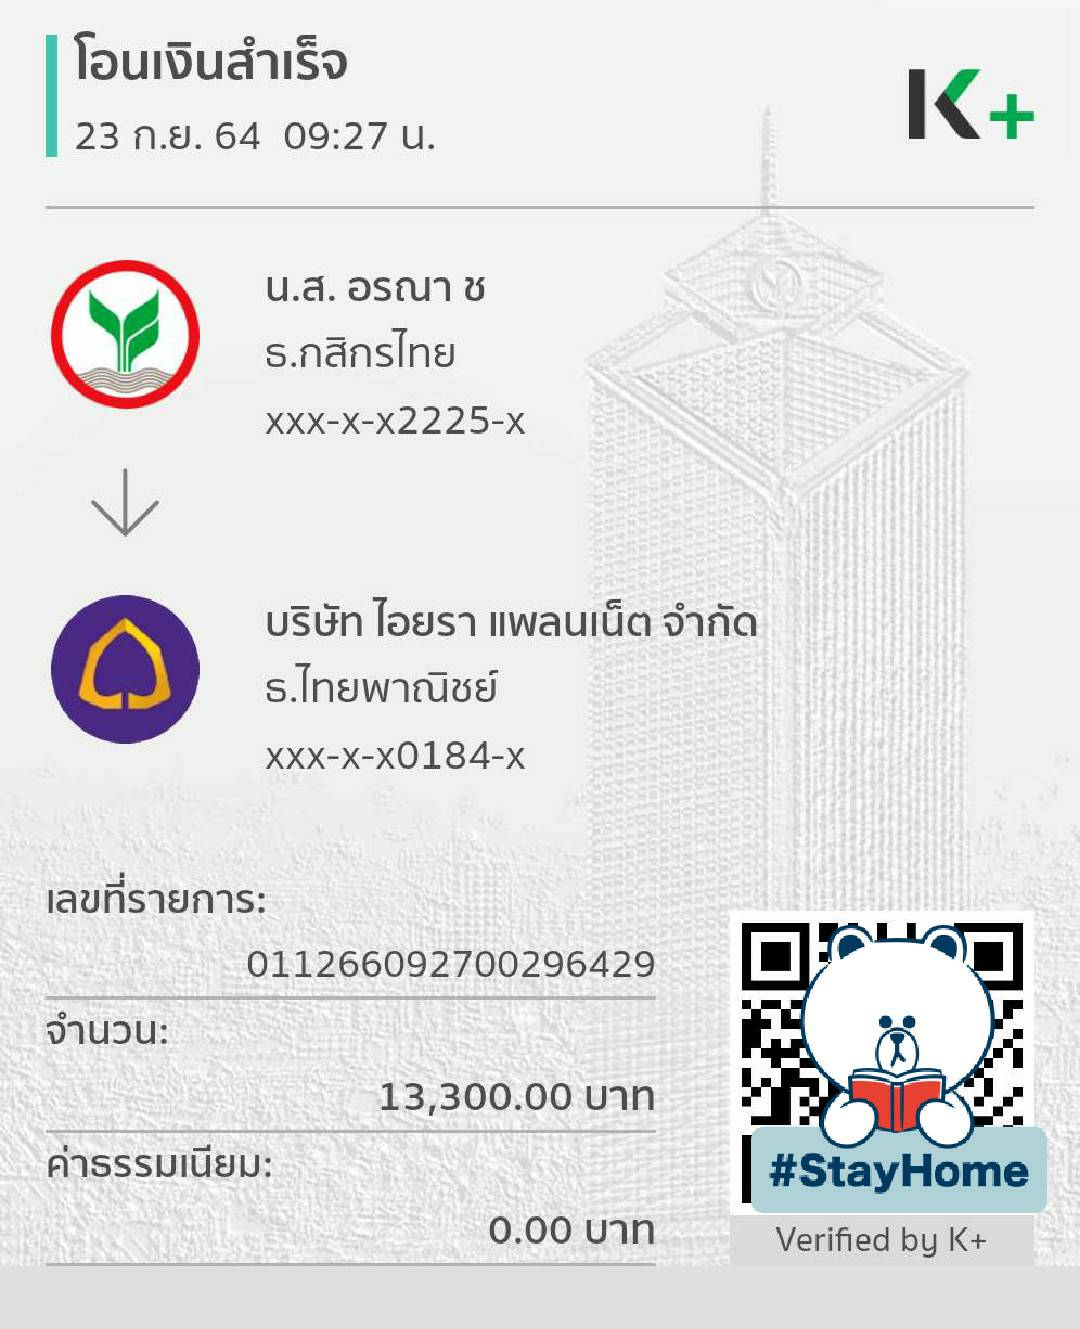 โอนเงินสำเร็จ
23 ก.ย. 64 09:27 น.
K+
น.ส. อรณา ช
ธ.กสิกรไทย
xxx-x-x2225-x
บริษัท ไอยรา แพลนเน็ต จำกัด
ธ.ไทยพาณิชย์
xxx-x-x0184-x
เลขที่รายการ:
011266092700296429
จำนวน:
13,300.00 บาท
ค่าธรรมเนียม:
0.00 บาท
#StayHome
Verified by K+